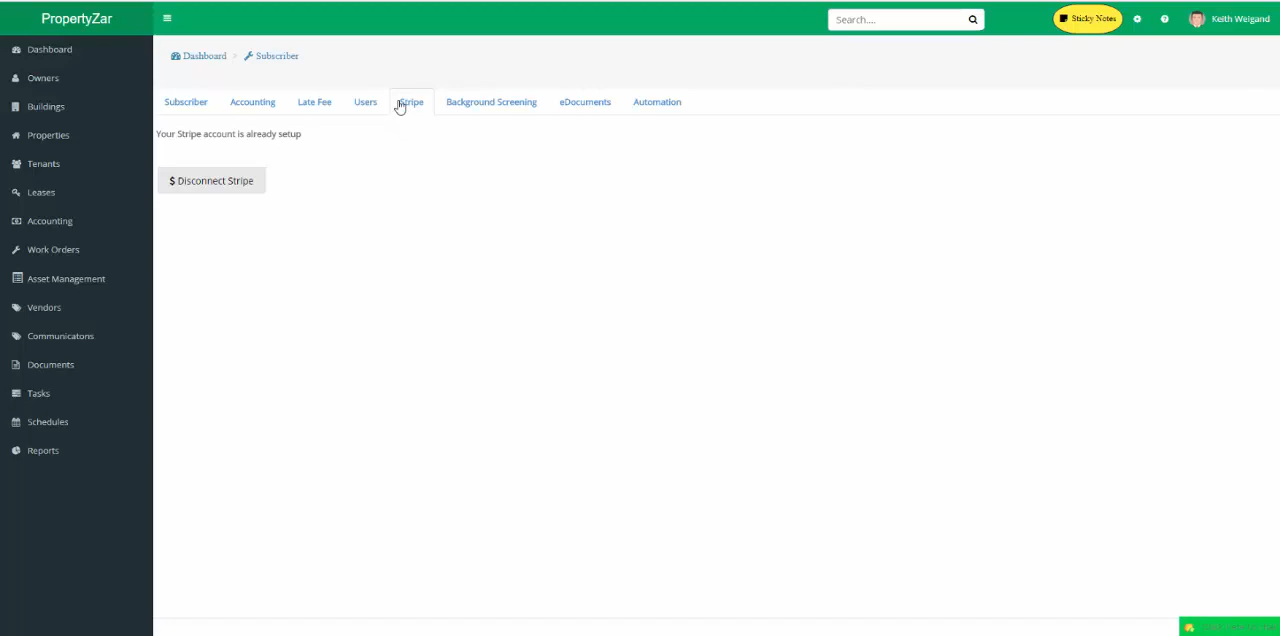 PropertyZar
Search....
Sticky Notes
Keith Weigand
Dashboard
Owners
Buildings
Properties
Tenants
Leases
Accounting
Work Orders
Asset Management
Vendors
Communicatons
Documents
Tasks
Schedules
Reports
Dashboard > Subscriber
Subscriber Accounting Late Fee Users Stripe Background Screening eDocuments Automation
Your Stripe account is already setup
$ Disconnect Stripe